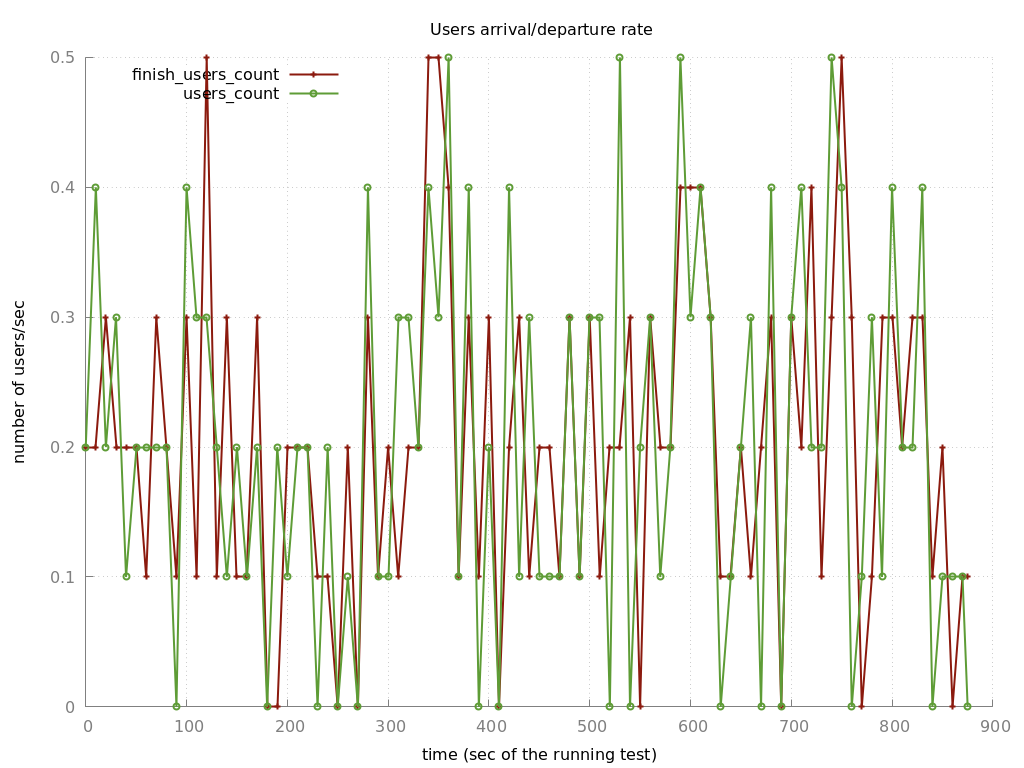 Users arrival/departure rate
0.5
finish_users_count
users_count
0.4
0.3
number of users/sec
0.2
0.1
0
0 100 200 300 400 500 600 700 800 900
time (sec of the running test)